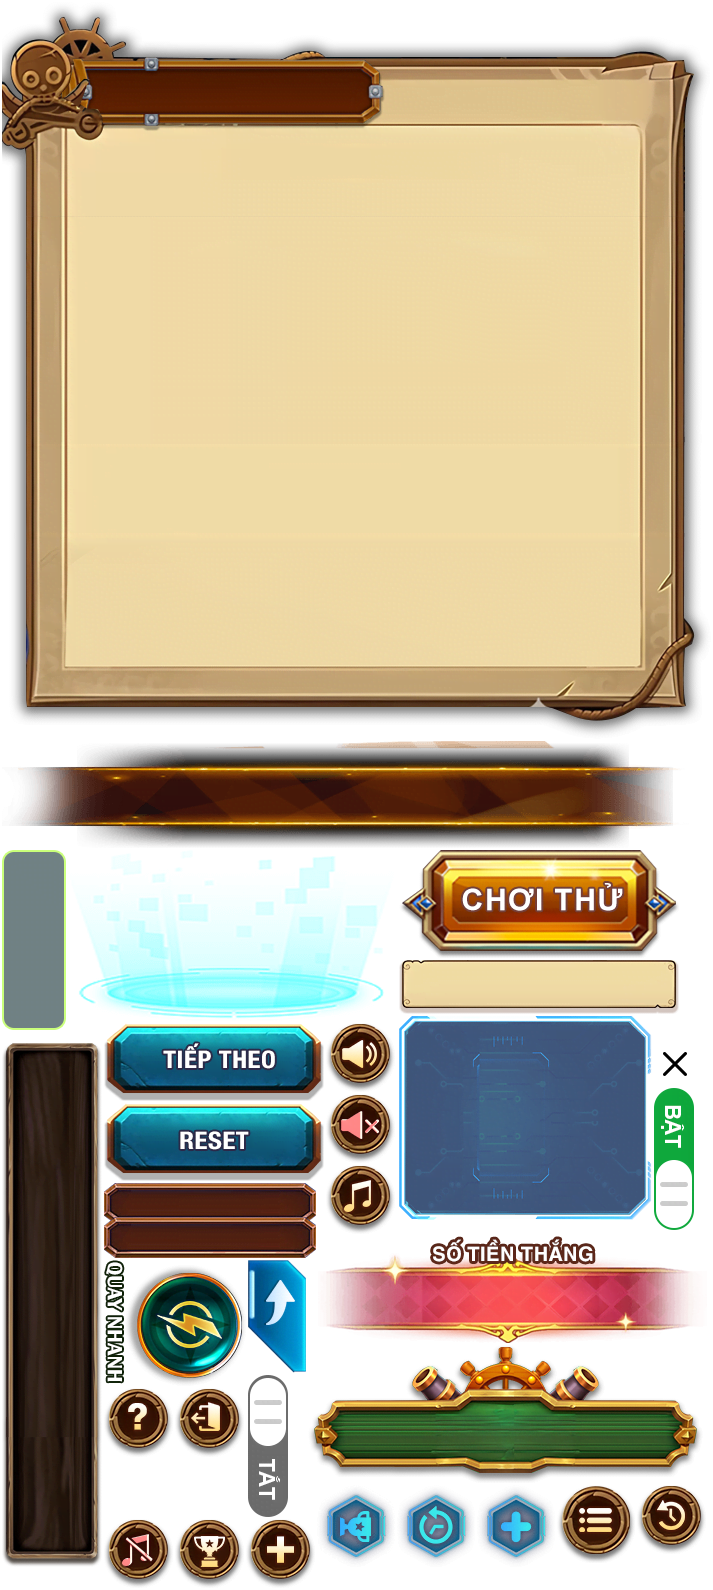 CHƠI THỬ
TIẾP THEO
BẬT
RESET
SỐ TIỀN THẮNG
QUAY NHANH
TẮT